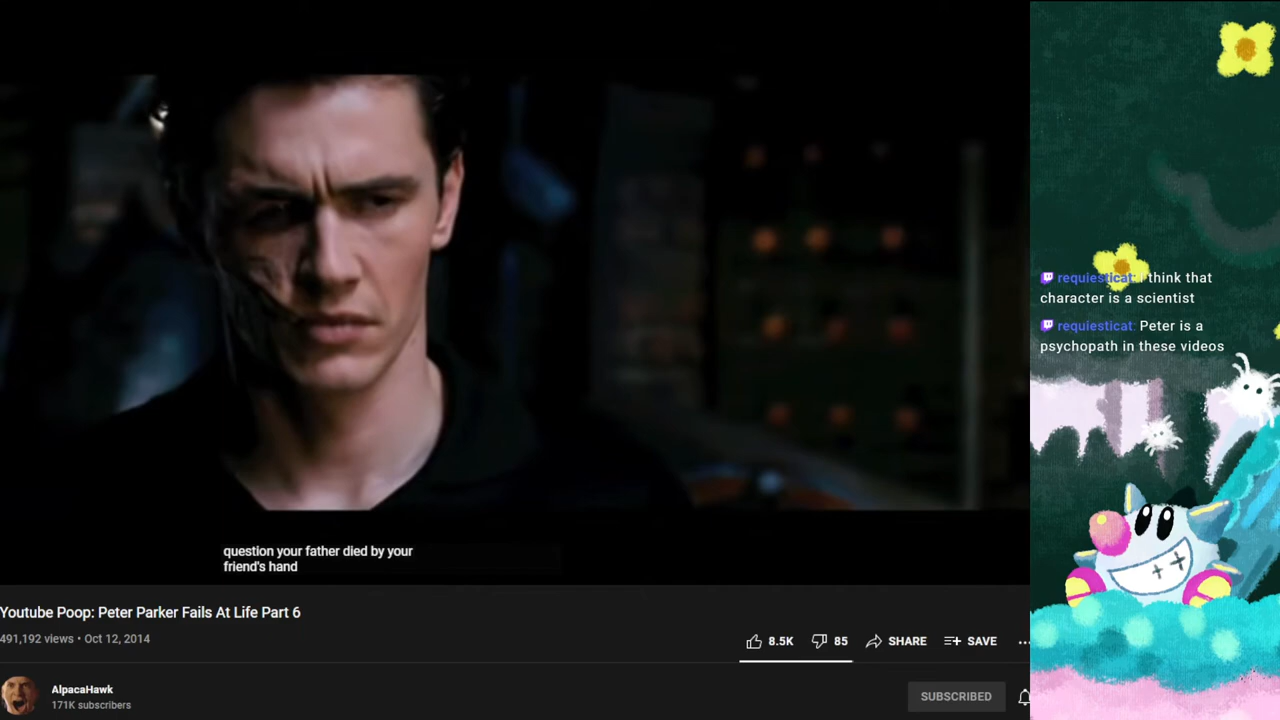 question your father died by your
friend's hand
Youtube Poop: Peter Parker Fails At Life Part 6
491,192 views • Oct 12, 2014
8.5K
85
SHARE
SAVE
AlpacaHawk
171K subscribers
SUBSCRIBED
requiesticat: I think that
character is a scientist
requiesticat: Peter is a
psychopath in these videos